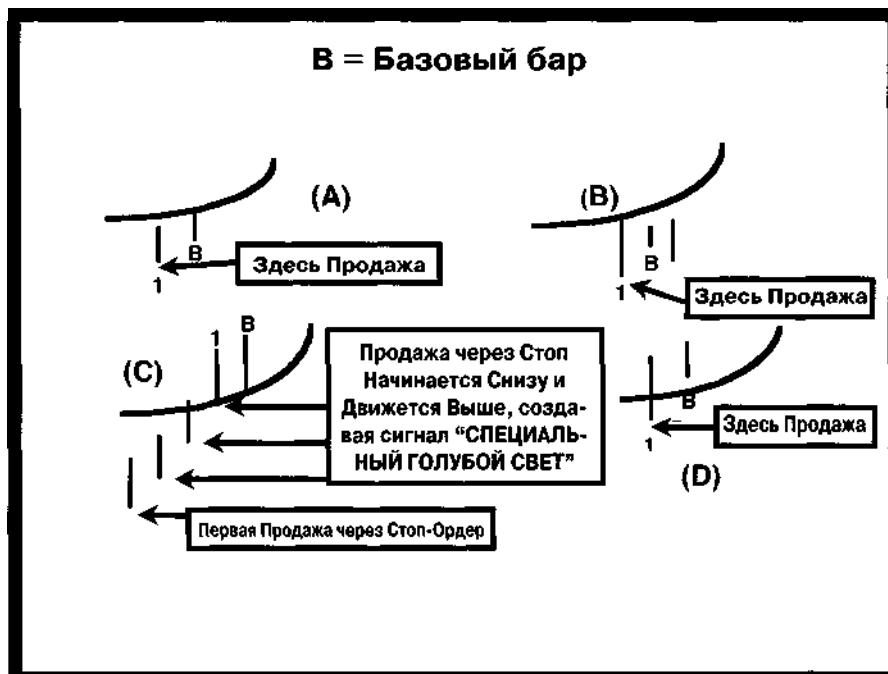 В = Базовый бар
(A)
B
1
Здесь Продажа
(B)
B
1
Здесь Продажа
(C)
1
B
Продажа через Стоп
Начинается Снизу и
Движется Выше, созда-
вая сигнал “СПЕЦИАЛЬ-
НЫЙ ГОЛУБОЙ СВЕТ”
Первая Продажа через Стоп-Ордер
B
1
Здесь Продажа
(D)